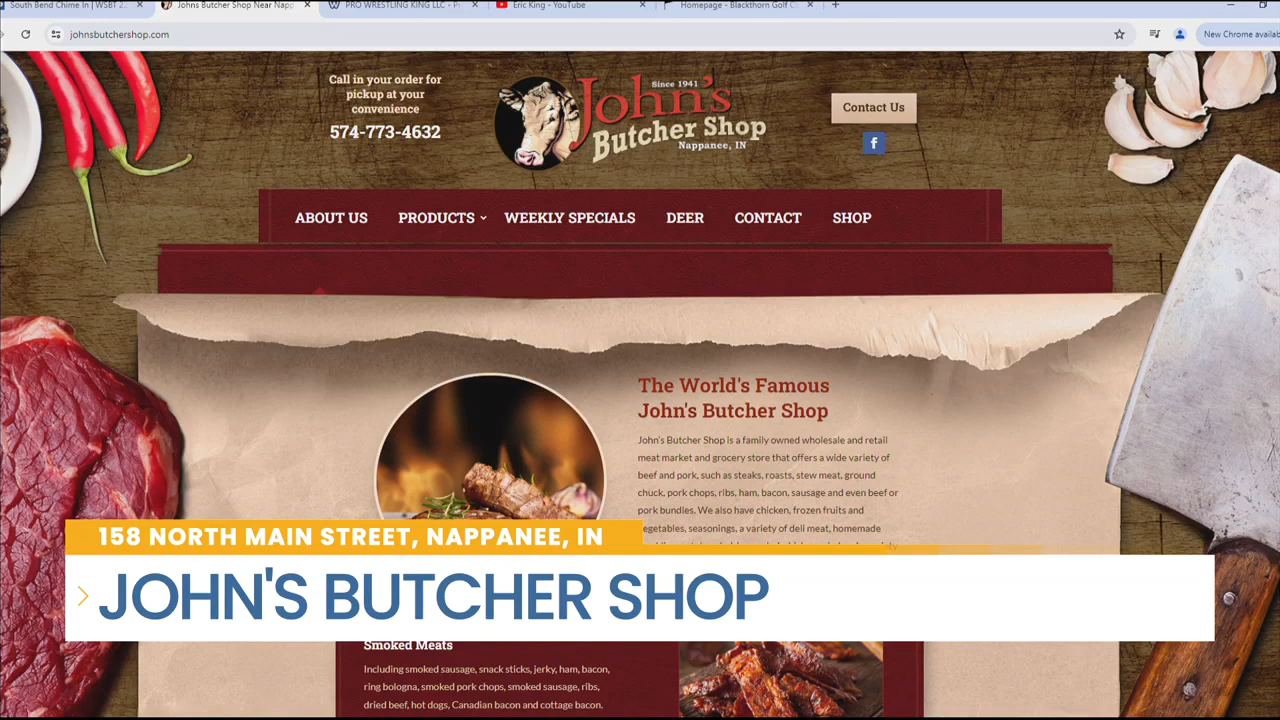 South Bend Chime In | WSBT 2
Johns Butcher Shop Near Napp
PRO WRESTLING KING LLC - P
Eric King - YouTube
Homepage - Blackthorn Golf C
johnsbutchershop.com
New Chrome availab
Call in your order for
pickup at your
convenience
574-773-4632
Since 1941
John's
Butcher Shop
Nappanee, IN
Contact Us
f
ABOUT US PRODUCTS WEEKLY SPECIALS DEER CONTACT SHOP
The World's Famous
John's Butcher Shop
John's Butcher Shop is a family owned wholesale and retail
meat market and grocery store that offers a wide variety of
beef and pork, such as steaks, roasts, stew meat, ground
chuck, pork chops, ribs, ham, bacon, sausage and even beef or
pork bundles. We also have chicken, frozen fruits and
vegetables, seasonings, a variety of deli meat, homemade
158 NORTH MAIN STREET, NAPPANEE, IN
JOHN'S BUTCHER SHOP
Smoked Meats
Including smoked sausage, snack sticks, jerky, ham, bacon,
ring bologna, smoked pork chops, smoked sausage, ribs,
dried beef, hot dogs, Canadian bacon and cottage bacon.